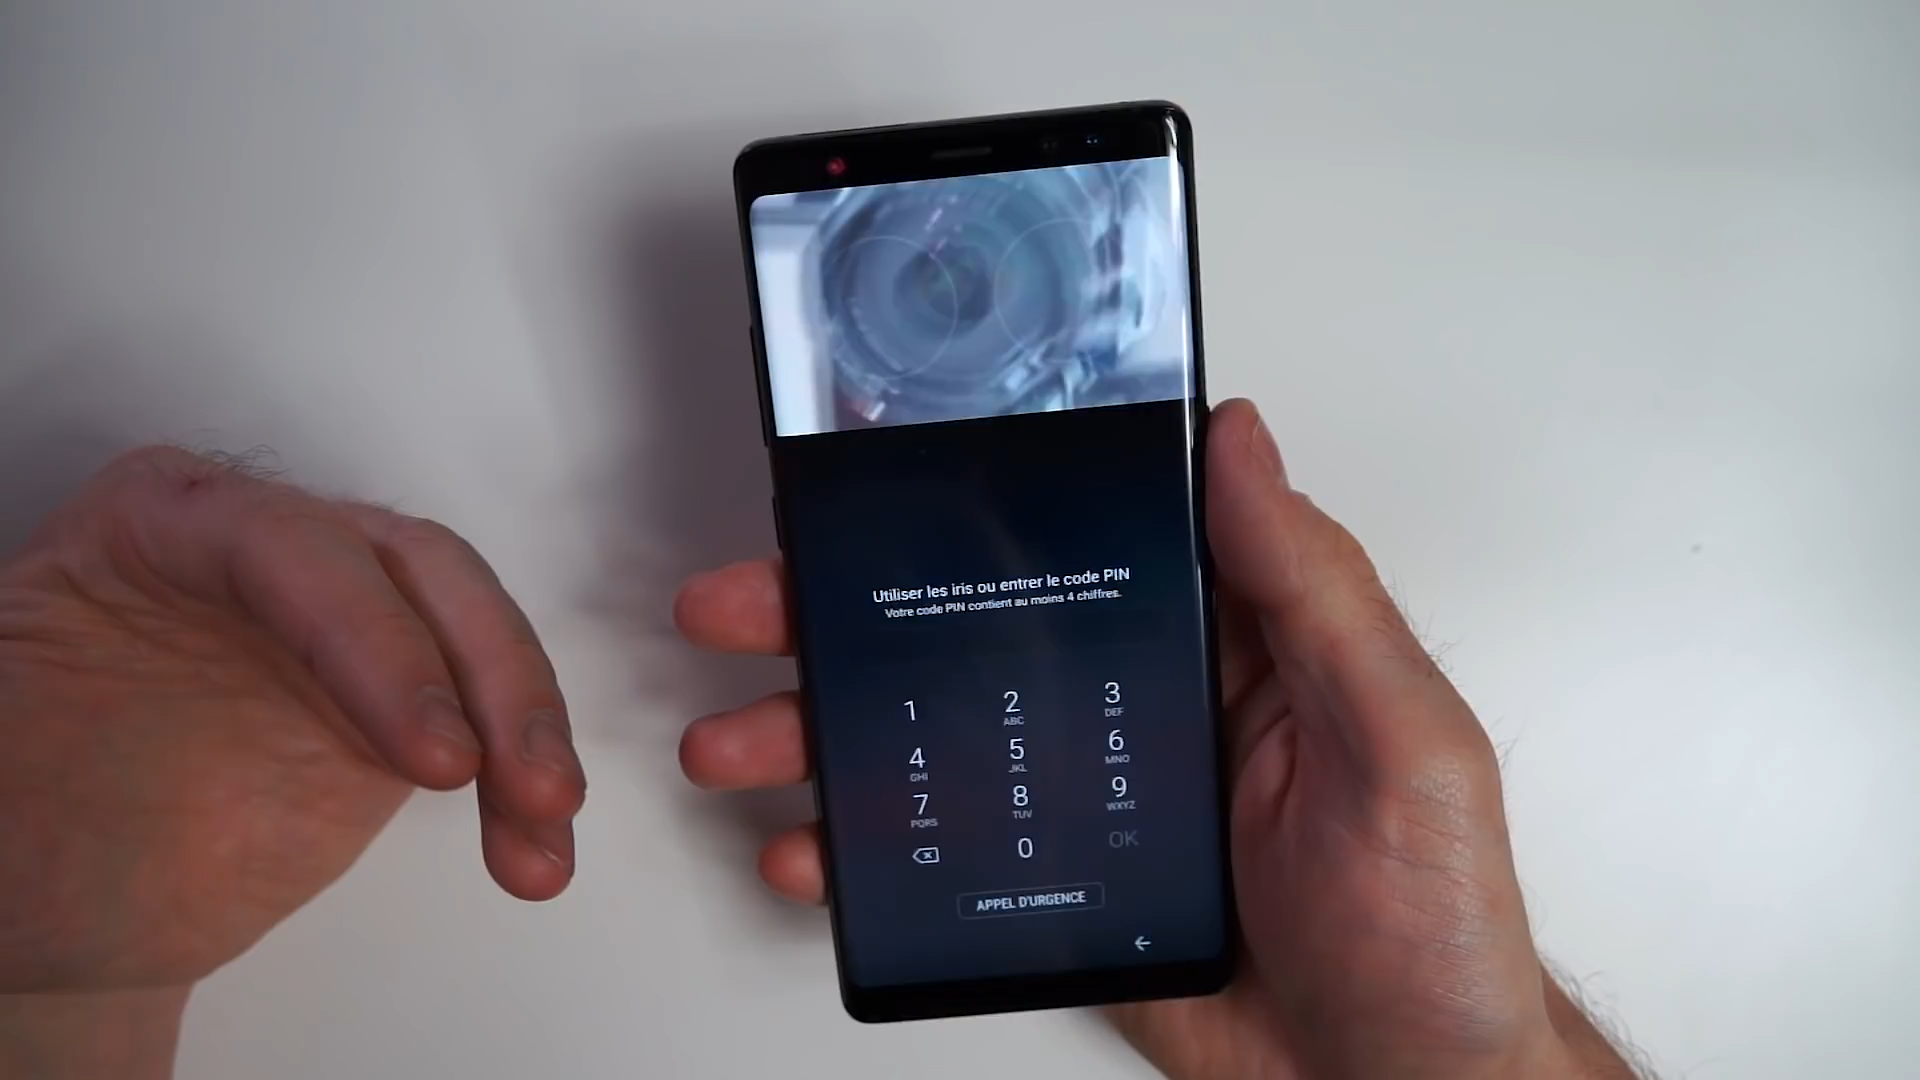 Utiliser les iris ou entrer le code PIN
Votre code PIN contient au moins 4 chiffres.
1 2 3
ABC DEF
4 5 6
GHI JKL MNO
7 8 9
PQRS TUV WXYZ
0 OK
APPEL D'URGENCE